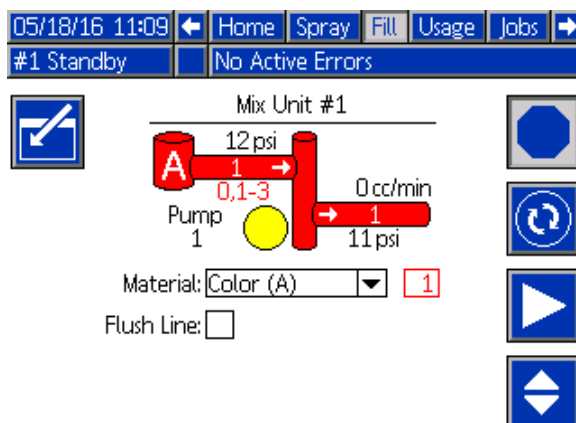 05/18/16 11:09 Home Spray Fill Usage Jobs
#1 Standby No Active Errors
Mix Unit #1
12 psi
A 1
0,1-3
0 cc/min
Pump 1
1
11 psi
Material: Color (A) 1
Flush Line: